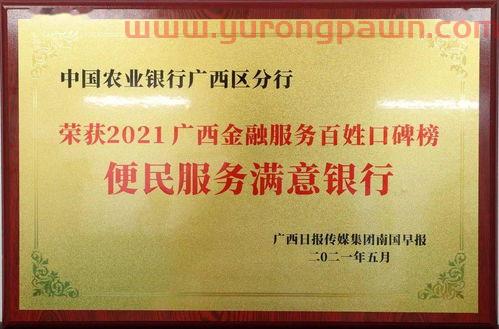 www.yurongpawn.com
中国农业银行广西区分行
荣获2021广西金融服务百姓口碑榜
便民服务满意银行
广西日报传媒集团南国早报
二〇二一年五月